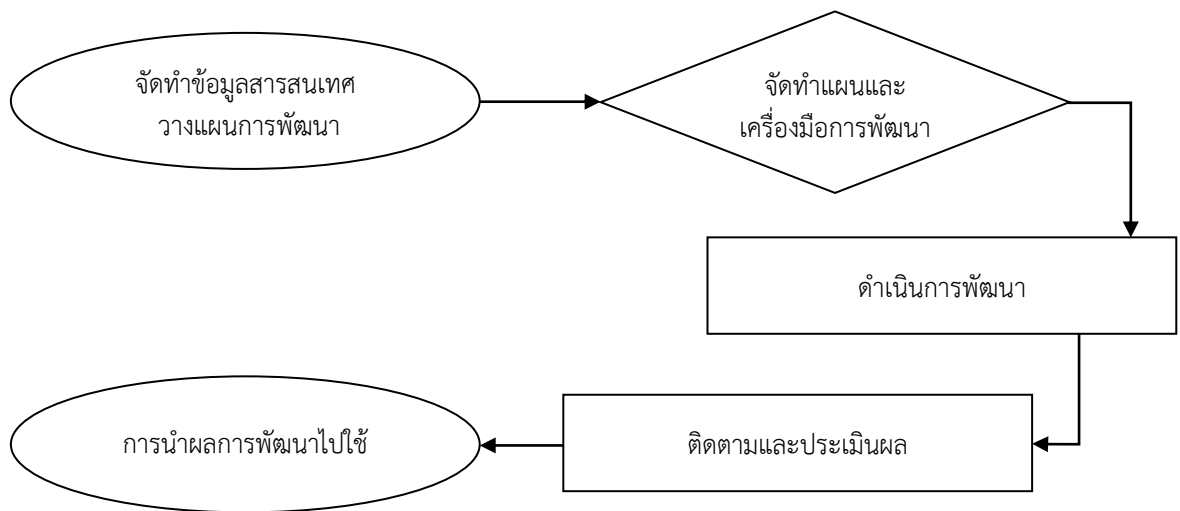 จัดทำข้อมูลสารสนเทศ
วางแผนการพัฒนา
จัดทำแผนและ
เครื่องมือการพัฒนา
ดำเนินการพัฒนา
ติดตามและประเมินผล
การนำผลการพัฒนาไปใช้